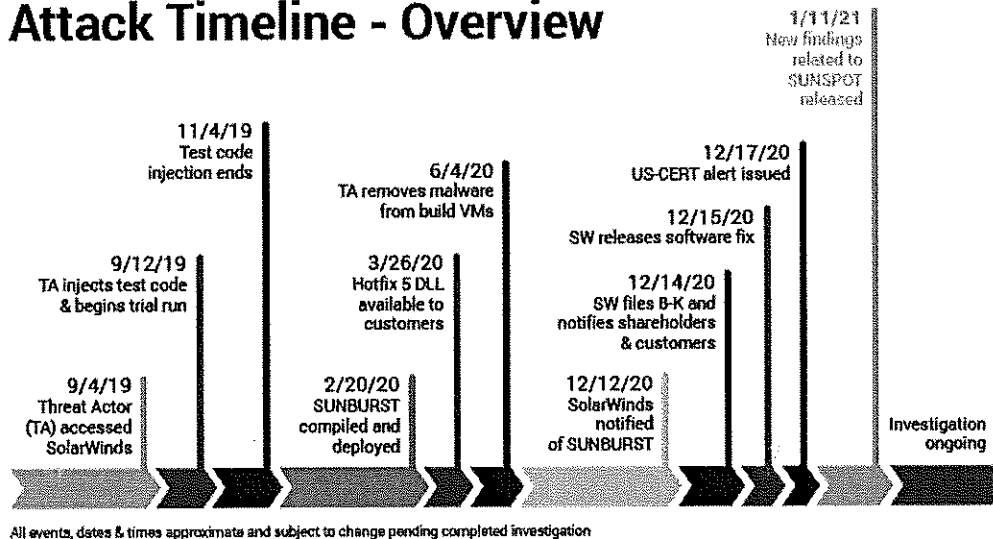 Attack Timeline - Overview
9/4/19
Threat Actor
(TA) accessed
SolarWinds
9/12/19
TA injects test code
& begins trial run
11/4/19
Test code
injection ends
2/20/20
SUNBURST
compiled and
deployed
3/26/20
Hotfix 5 DLL
available to
customers
6/4/20
TA removes malware
from build VMs
12/12/20
SolarWinds
notified
of SUNBURST
12/14/20
SW files 8-K and
notifies shareholders
& customers
12/15/20
SW releases software fix
12/17/20
US-CERT alert issued
1/11/21
New findings
related to
SUNSPOT
released
Investigation
ongoing
All events, dates & times approximate and subject to change pending completed investigation